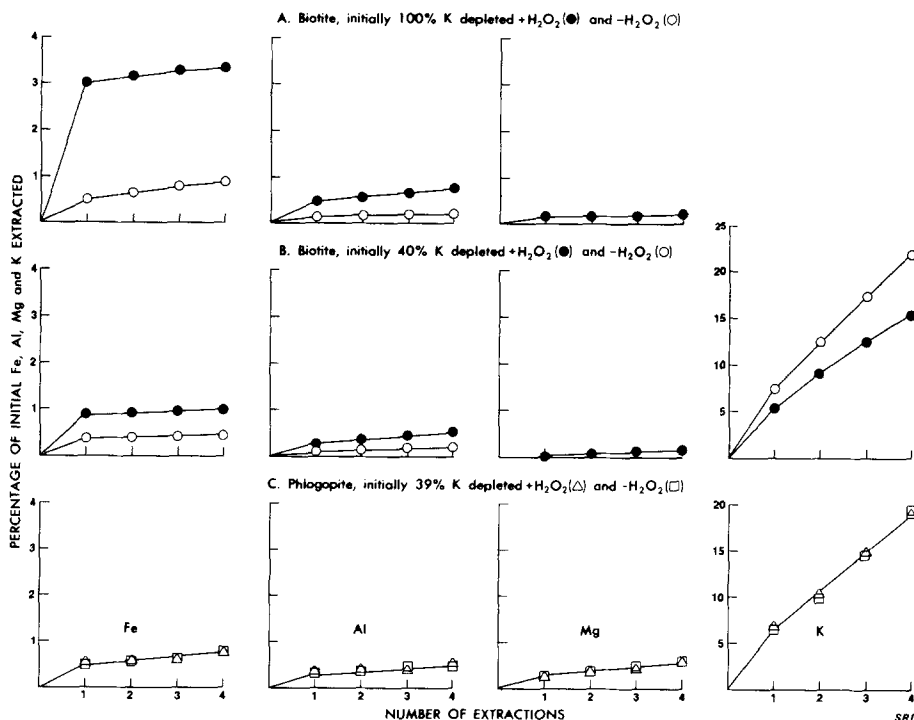 A. Biotite, initially 100% K depleted +H₂O₂(●) and -H₂O₂(○)
4
3
2
1
B. Biotite, initially 40% K depleted +H₂O₂(●) and -H₂O₂(○)
4
3
2
1
25
20
15
10
5
C. Phlogopite, initially 39% K depleted +H₂O₂(△) and -H₂O₂(□)
4
3
2
1
20
15
10
5
Fe
Al
Mg
K
1 2 3 4
1 2 3 4
1 2 3 4
1 2 3 4
PERCENTAGE OF INITIAL Fe, Al, Mg and K EXTRACTED
NUMBER OF EXTRACTIONS